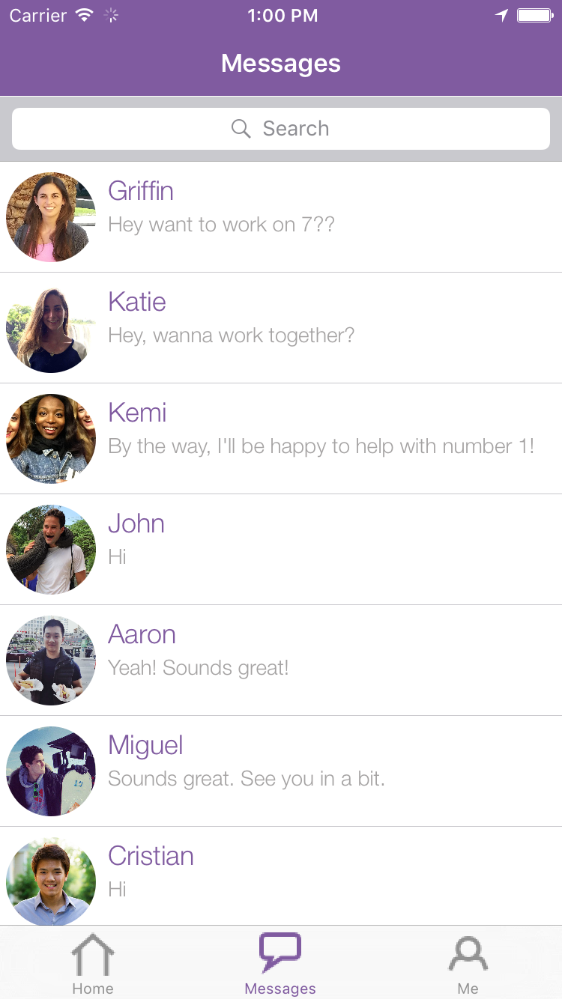 Carrier 1:00 PM
Messages
Search
Griffin
Hey want to work on 7??
Katie
Hey, wanna work together?
Kemi
By the way, I'll be happy to help with number 1!
John
Hi
Aaron
Yeah! Sounds great!
Miguel
Sounds great. See you in a bit.
Cristian
Hi
Home Messages Me